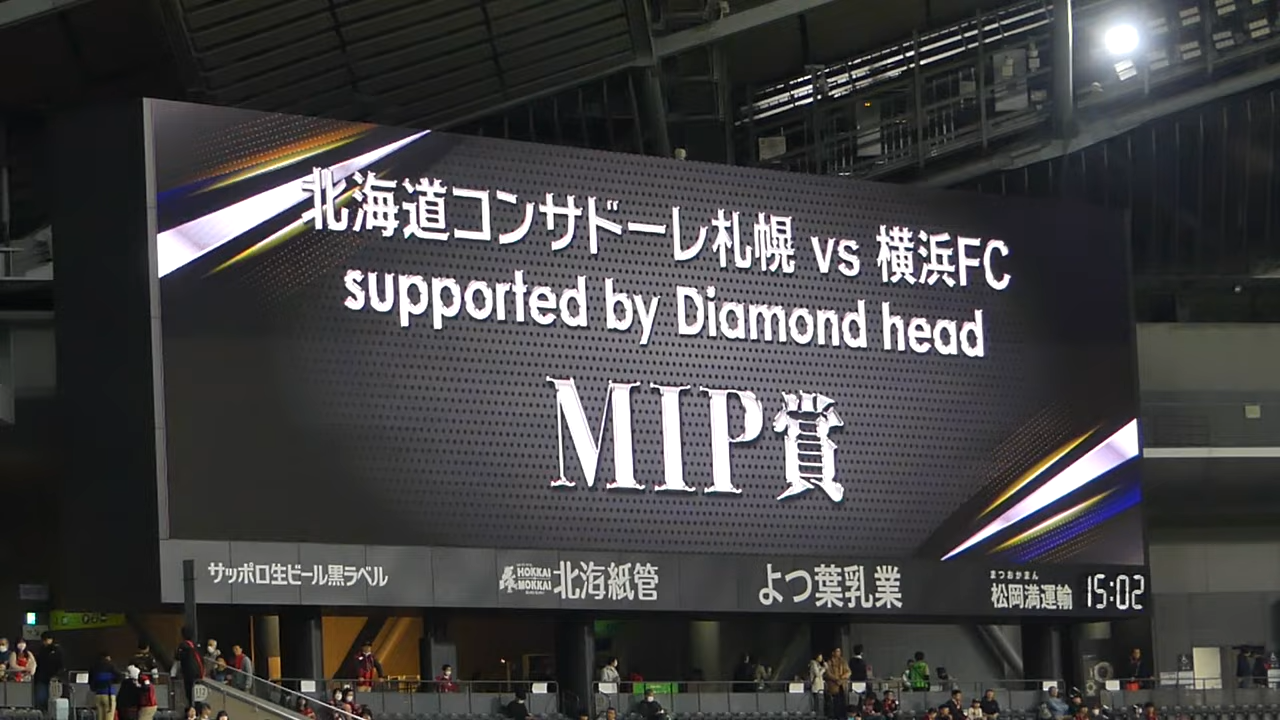 北海道コンサドーレ札幌 vs 横浜FC
supported by Diamond head
MIP賞
サッポロ生ビール黒ラベル
HOKKAI
MOKKAI
北海紙管
よつ葉乳業
まつおかまん
松岡満運輸
15:02